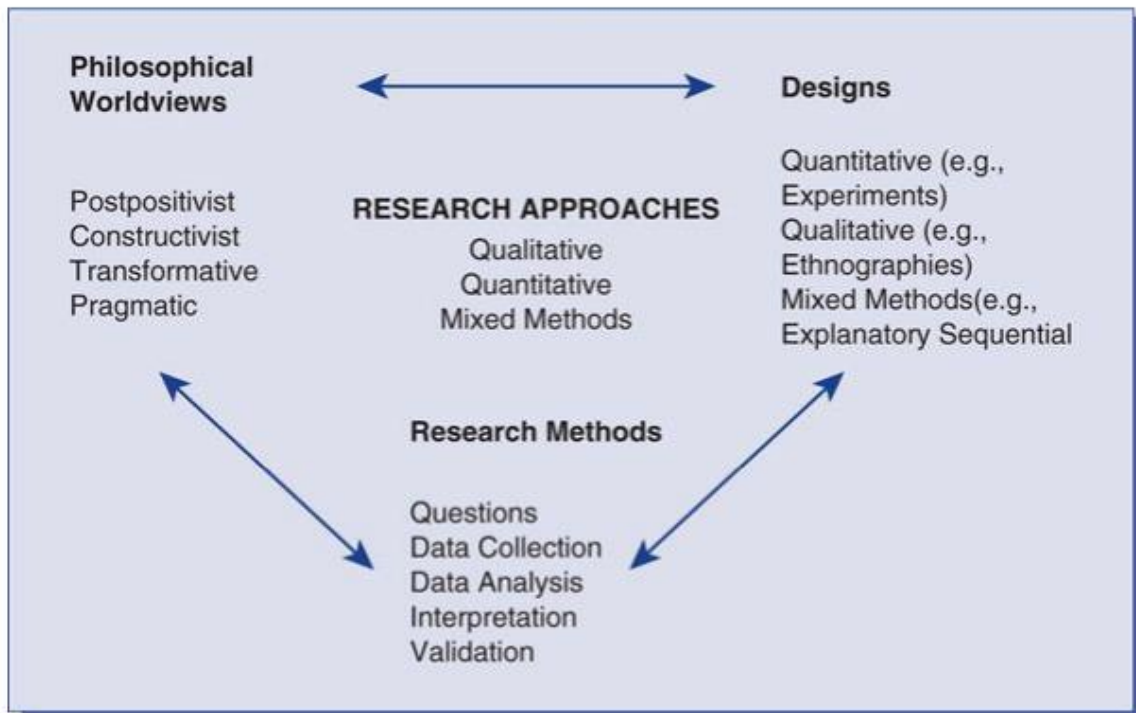 Philosophical
Worldviews
Postpositivist
Constructivist
Transformative
Pragmatic
RESEARCH APPROACHES
Qualitative
Quantitative
Mixed Methods
Designs
Quantitative (e.g.,
Experiments)
Qualitative (e.g.,
Ethnographies)
Mixed Methods(e.g.,
Explanatory Sequential
Research Methods
Questions
Data Collection
Data Analysis
Interpretation
Validation